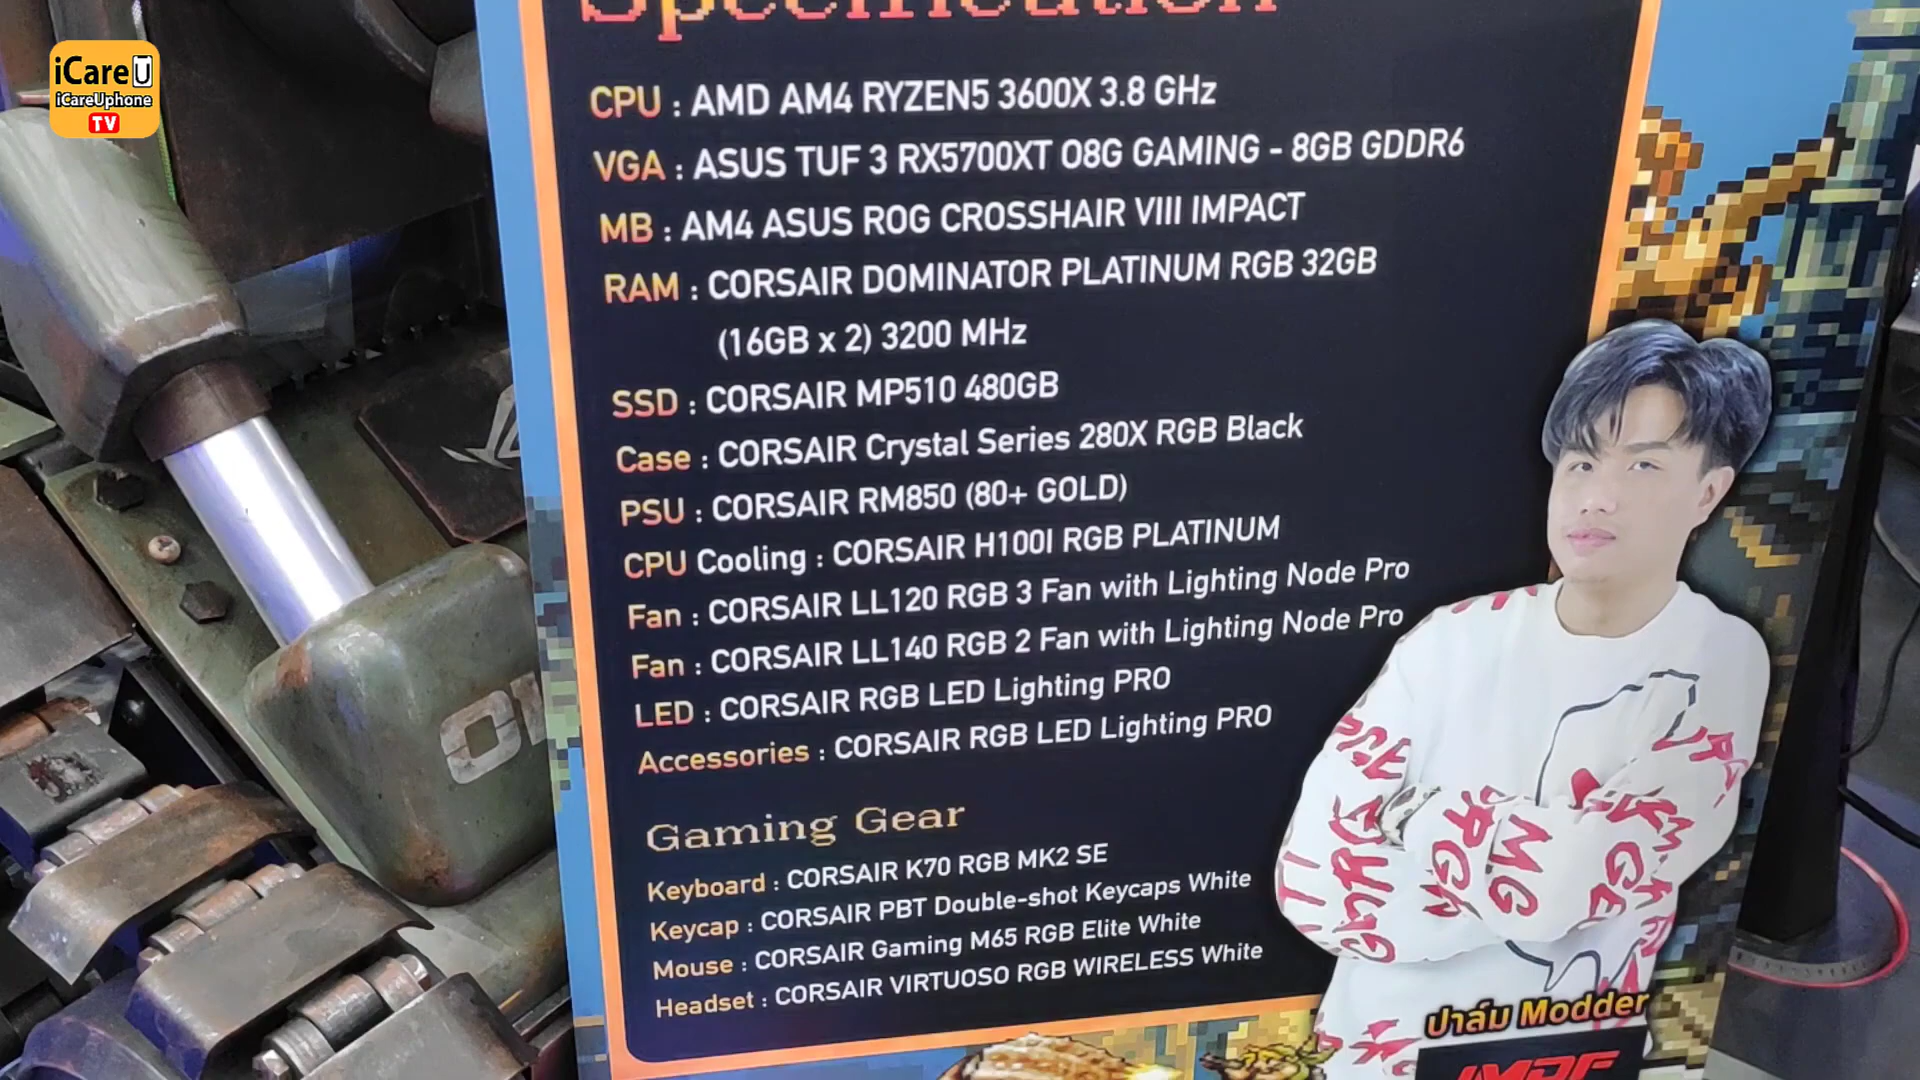 iCareU
iCareUphone
TV
Specification
CPU : AMD AM4 RYZEN5 3600X 3.8 GHz
VGA : ASUS TUF 3 RX5700XT O8G GAMING - 8GB GDDR6
MB : AM4 ASUS ROG CROSSHAIR VIII IMPACT
RAM : CORSAIR DOMINATOR PLATINUM RGB 32GB
(16GB x 2) 3200 MHz
SSD : CORSAIR MP510 480GB
Case : CORSAIR Crystal Series 280X RGB Black
PSU : CORSAIR RM850 (80+ GOLD)
CPU Cooling : CORSAIR H100I RGB PLATINUM
Fan : CORSAIR LL120 RGB 3 Fan with Lighting Node Pro
Fan : CORSAIR LL140 RGB 2 Fan with Lighting Node Pro
LED : CORSAIR RGB LED Lighting PRO
Accessories : CORSAIR RGB LED Lighting PRO
Gaming Gear
Keyboard : CORSAIR K70 RGB MK2 SE
Keycap : CORSAIR PBT Double-shot Keycaps White
Mouse : CORSAIR Gaming M65 RGB Elite White
Headset : CORSAIR VIRTUOSO RGB WIRELESS White
ปาล์ม Modder